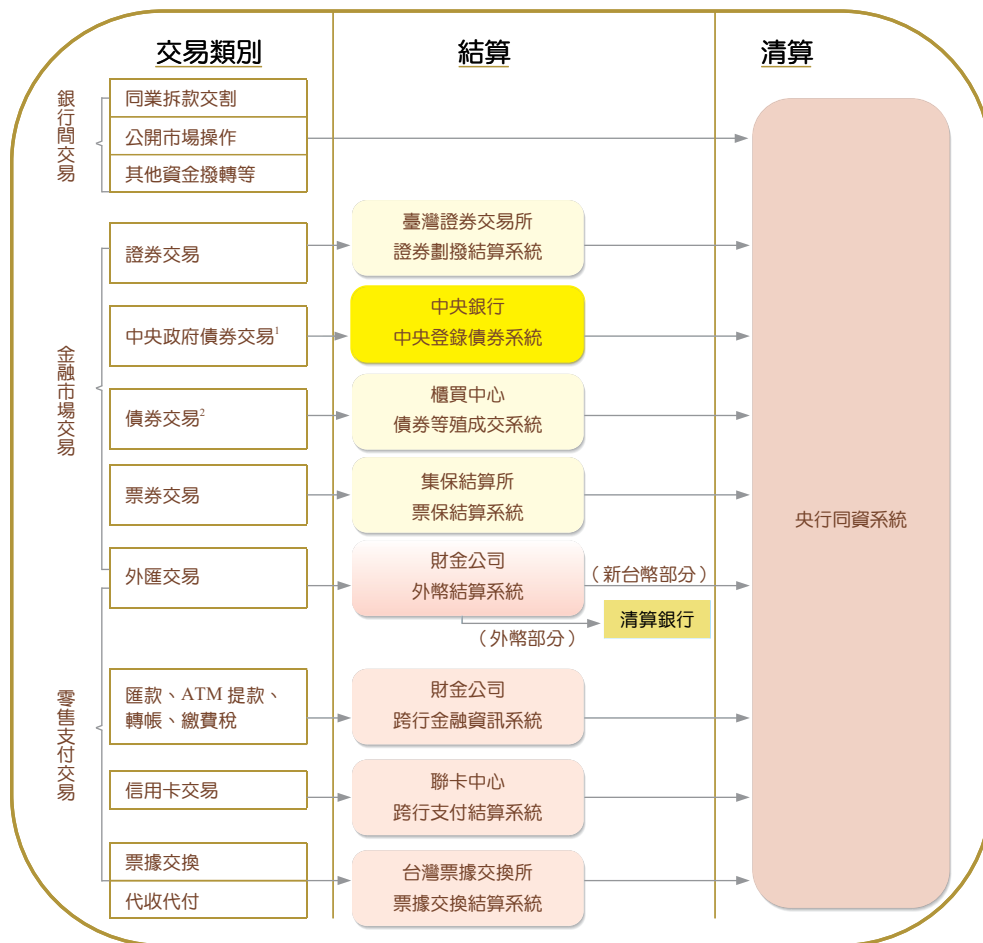 交易類別
結算
清算
銀行間交易
同業拆款交割
公開市場操作
其他資金撥轉等
金融市場交易
證券交易
臺灣證券交易所
證券劃撥結算系統
中央政府債券交易1
中央銀行
中央登錄債券系統
債券交易2
櫃買中心
債券等殖成交系統
票券交易
集保結算所
票保結算系統
央行同資系統
外匯交易
財金公司
外幣結算系統
（新台幣部分）
（外幣部分）
清算銀行
零售支付交易
匯款、ATM 提款、
轉帳、繳費稅
財金公司
跨行金融資訊系統
信用卡交易
聯卡中心
跨行支付結算系統
票據交換
代收代付
台灣票據交換所
票據交換結算系統